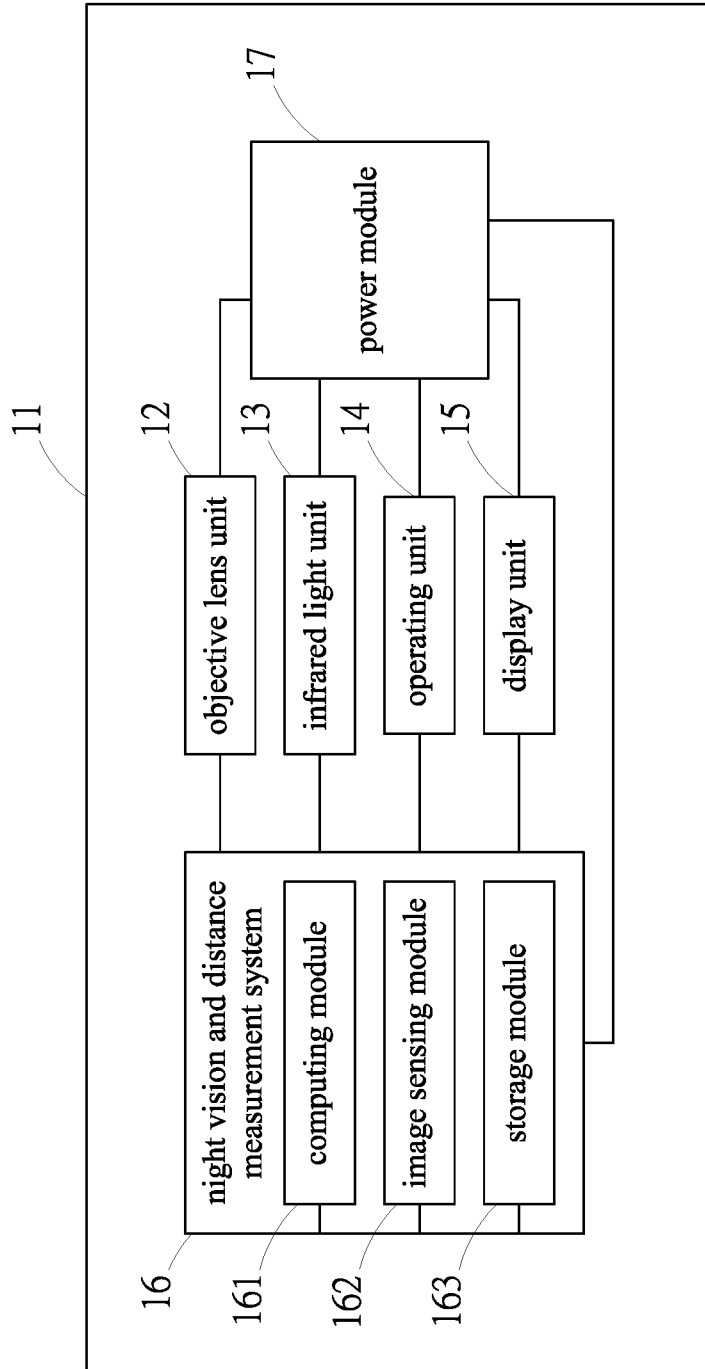 11
16
night vision and distance
measurement system
161
computing module
162
image sensing module
163
storage module
12
objective lens unit
13
infrared light unit
14
operating unit
15
display unit
17
power module